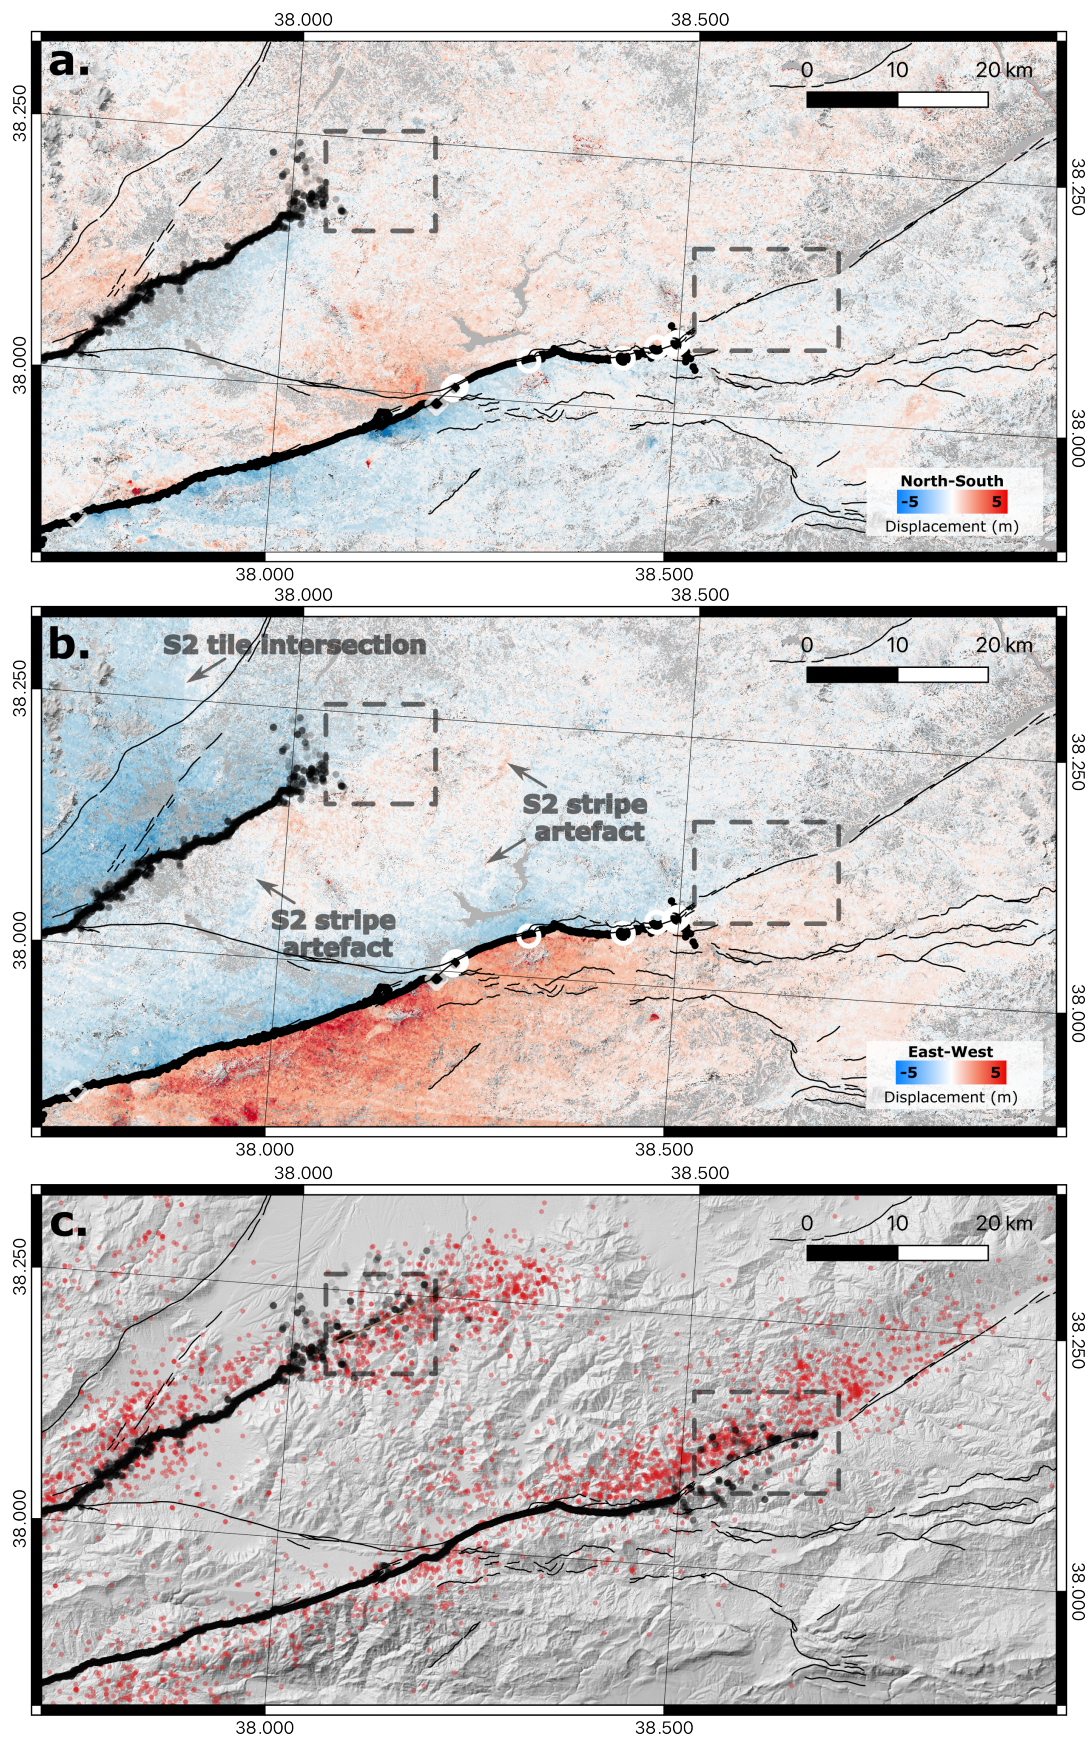 38.000 38.500
a.
0 10 20 km
38.250
38.250
38.000
38.000
North-South
-5 5
Displacement (m)
38.000 38.500
38.000 38.500
b.
S2 tile intersection
0 10 20 km
38.250
38.250
S2 stripe
artefact
S2 stripe
artefact
38.000
38.000
East-West
-5 5
Displacement (m)
38.000 38.500
38.000 38.500
c.
0 10 20 km
38.250
38.250
38.000
38.000
38.000 38.500